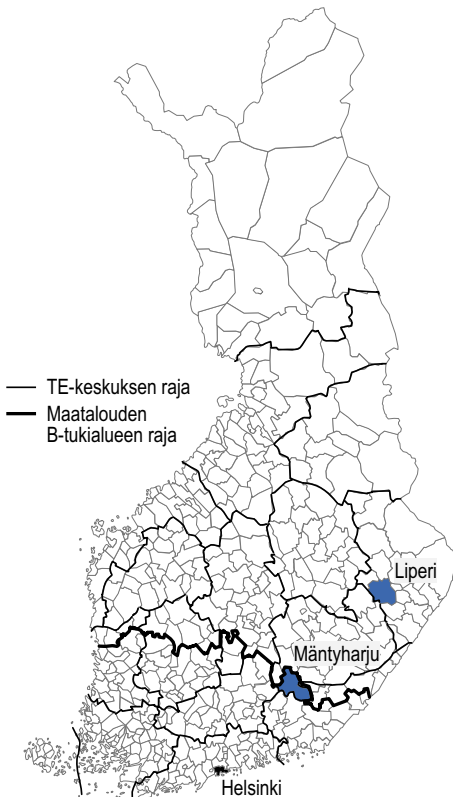 TE-keskuksen raja
Maatalouden
B-tukialueen raja
Liperi
Mäntyharju
Helsinki